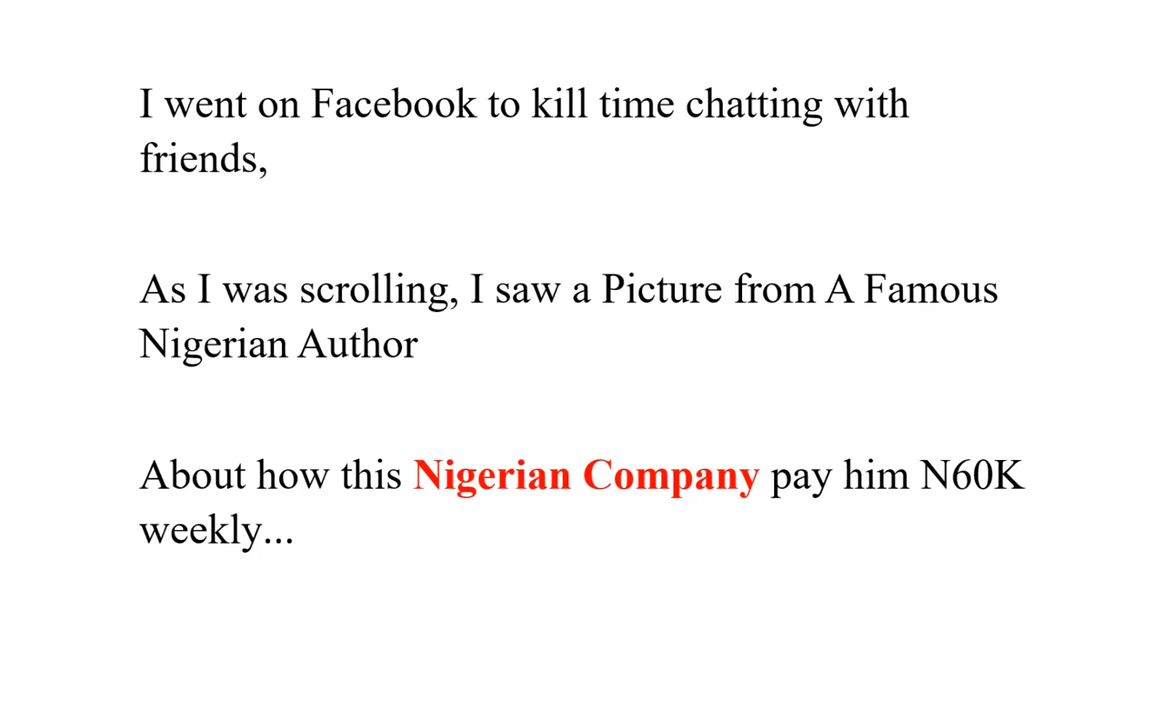 I went on Facebook to kill time chatting with
friends,
As I was scrolling, I saw a Picture from A Famous
Nigerian Author
About how this Nigerian Company pay him N60K
weekly...